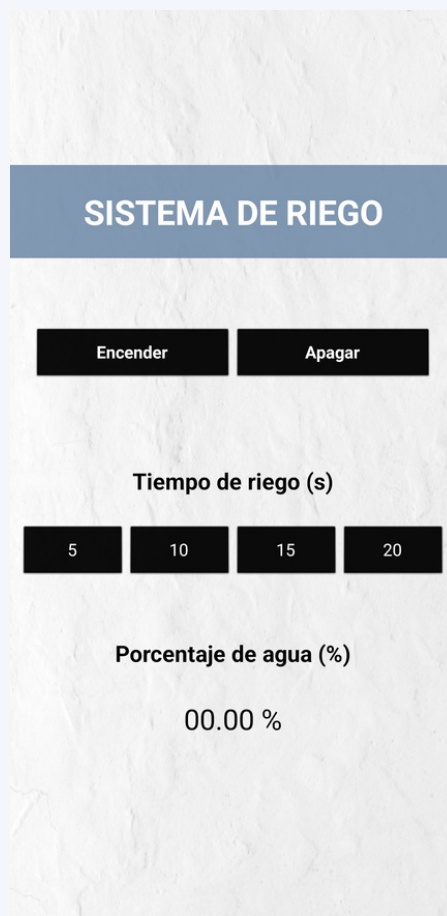 SISTEMA DE RIEGO
Encender Apagar
Tiempo de riego (s)
5 10 15 20
Porcentaje de agua (%)
00.00 %